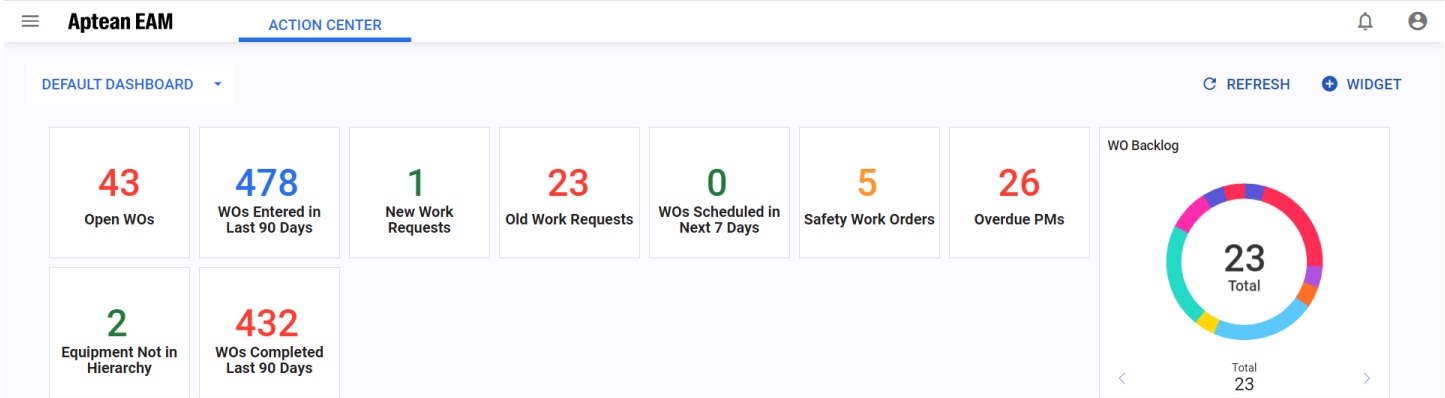 Aptean EAM
ACTION CENTER
DEFAULT DASHBOARD
REFRESH
WIDGET
43
Open WOs
478
WOs Entered in
Last 90 Days
1
New Work
Requests
23
Old Work Requests
0
WOs Scheduled in
Next 7 Days
5
Safety Work Orders
26
Overdue PMs
WO Backlog
23
Total
Total
23
2
Equipment Not in
Hierarchy
432
WOs Completed
Last 90 Days